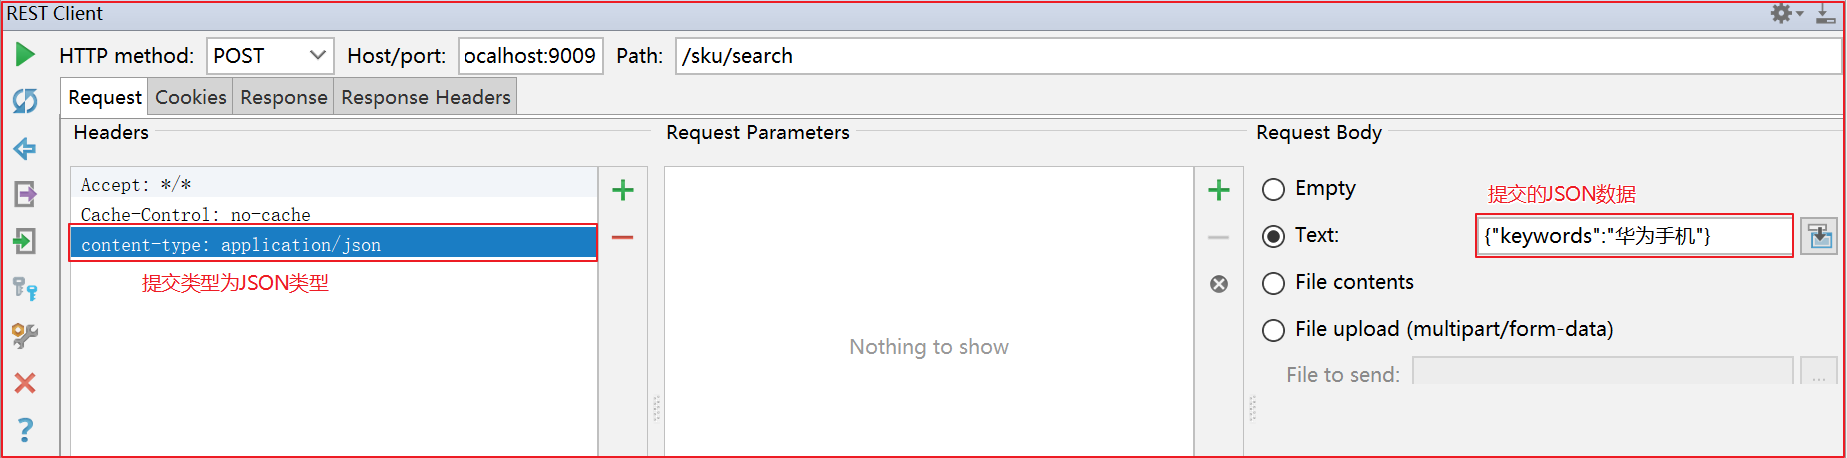 REST Client
HTTP method: POST Host/port: ocalhost:9009 Path: /sku/search
Request Cookies Response Response Headers
Headers
Accept: */*
Cache-Control: no-cache
content-type: application/json
提交类型为JSON类型
Request Parameters
Nothing to show
Request Body
Empty
提交的JSON数据
Text: {"keywords":"华为手机"}
File contents
File upload (multipart/form-data)
File to send: ...